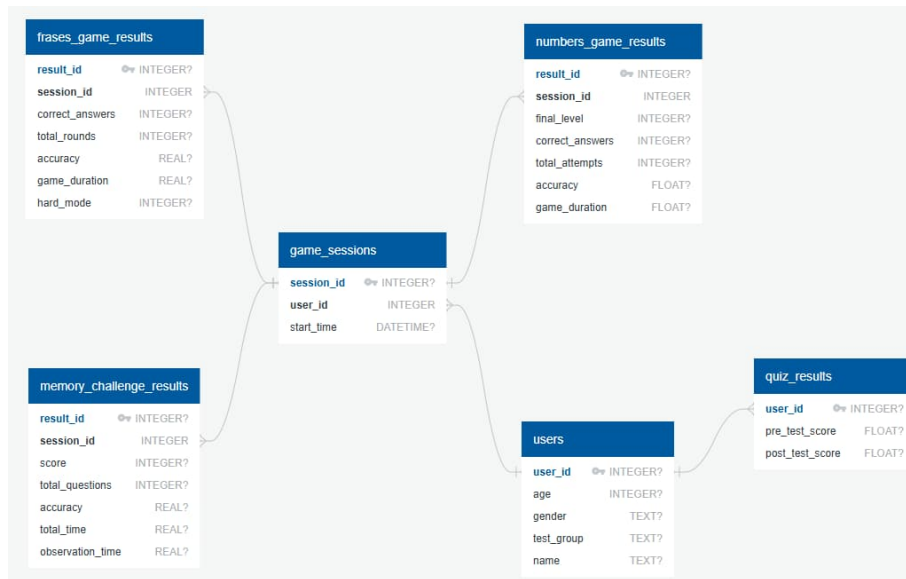 frases_game_results
result_id INTEGER?
session_id INTEGER
correct_answers INTEGER?
total_rounds INTEGER?
accuracy REAL?
game_duration REAL?
hard_mode INTEGER?
numbers_game_results
result_id INTEGER?
session_id INTEGER
final_level INTEGER?
correct_answers INTEGER?
total_attempts INTEGER?
accuracy FLOAT?
game_duration FLOAT?
game_sessions
session_id INTEGER?
user_id INTEGER
start_time DATETIME?
memory_challenge_results
result_id INTEGER?
session_id INTEGER
score INTEGER?
total_questions INTEGER?
accuracy REAL?
total_time REAL?
observation_time REAL?
users
user_id INTEGER?
age INTEGER?
gender TEXT?
test_group TEXT?
name TEXT?
quiz_results
user_id INTEGER?
pre_test_score FLOAT?
post_test_score FLOAT?